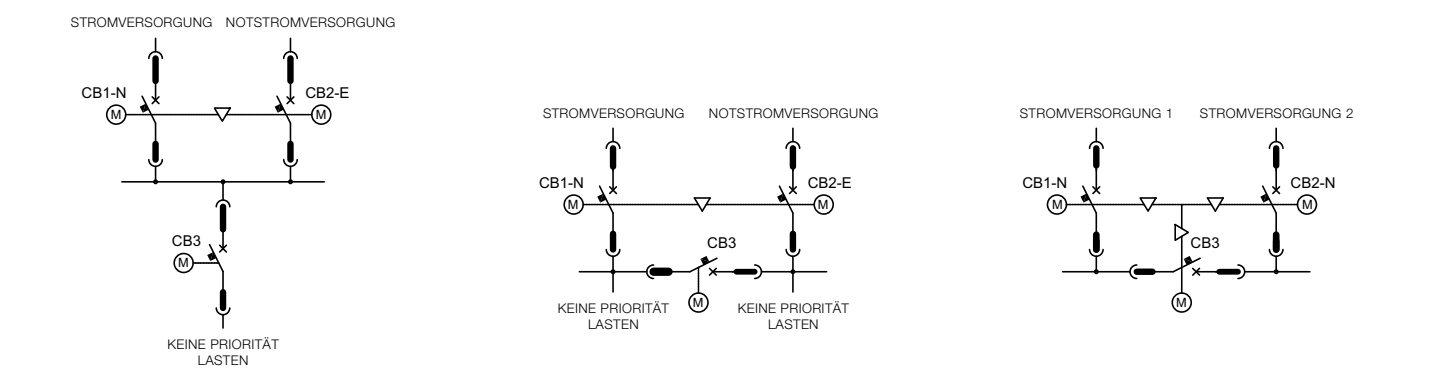 STROMVERSORGUNG NOTSTROMVERSORGUNG
CB1-N CB2-E
M M
CB3
M
KEINE PRIORITÄT
LASTEN
STROMVERSORGUNG NOTSTROMVERSORGUNG
CB1-N CB2-E
M M
CB3
M
KEINE PRIORITÄT KEINE PRIORITÄT
LASTEN LASTEN
STROMVERSORGUNG 1 STROMVERSORGUNG 2
CB1-N CB2-N
M M
CB3
M